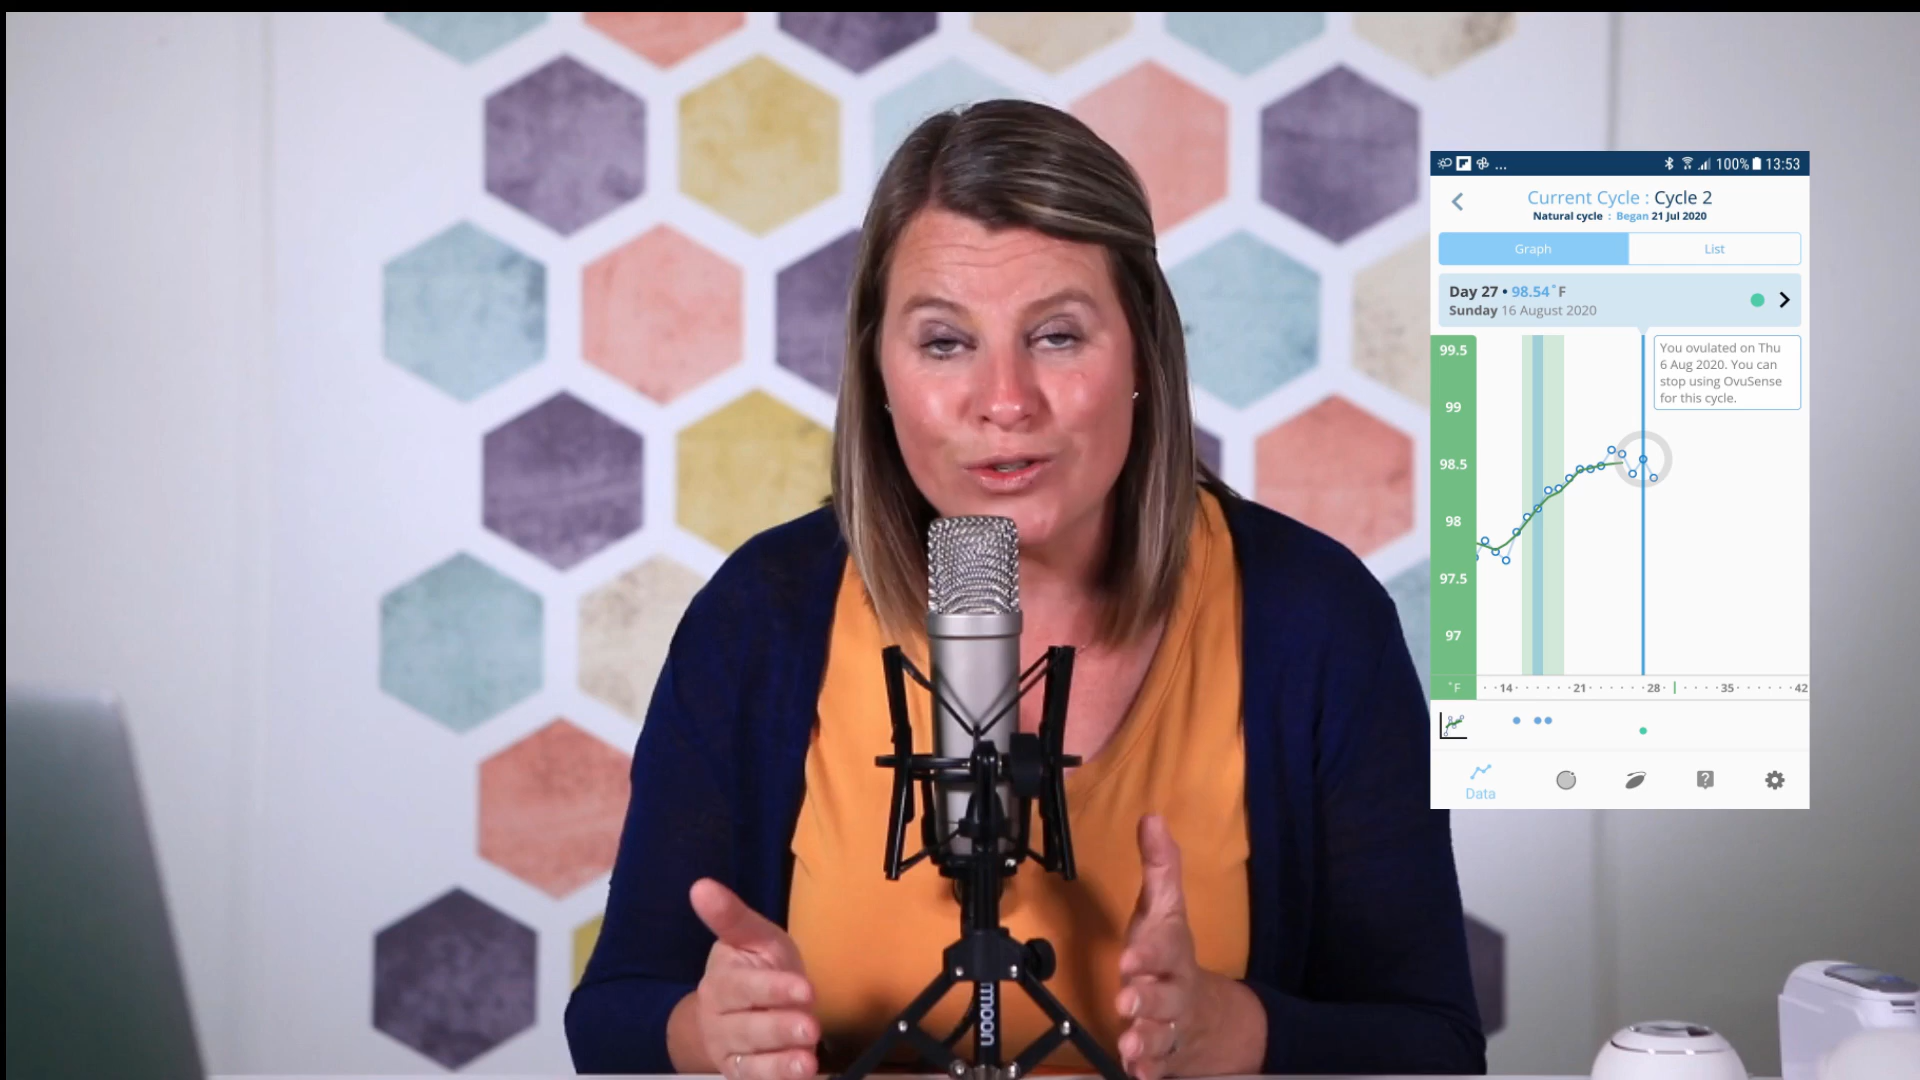 ... 100% 13:53
Current Cycle : Cycle 2
Natural cycle : Began 21 Jul 2020
Graph List
Day 27 • 98.54°F
Sunday 16 August 2020
You ovulated on Thu
6 Aug 2020. You can
stop using OvuSense
for this cycle.
99.5
99
98.5
98
97.5
97
°F 14 21 28 35 42
Data
woon